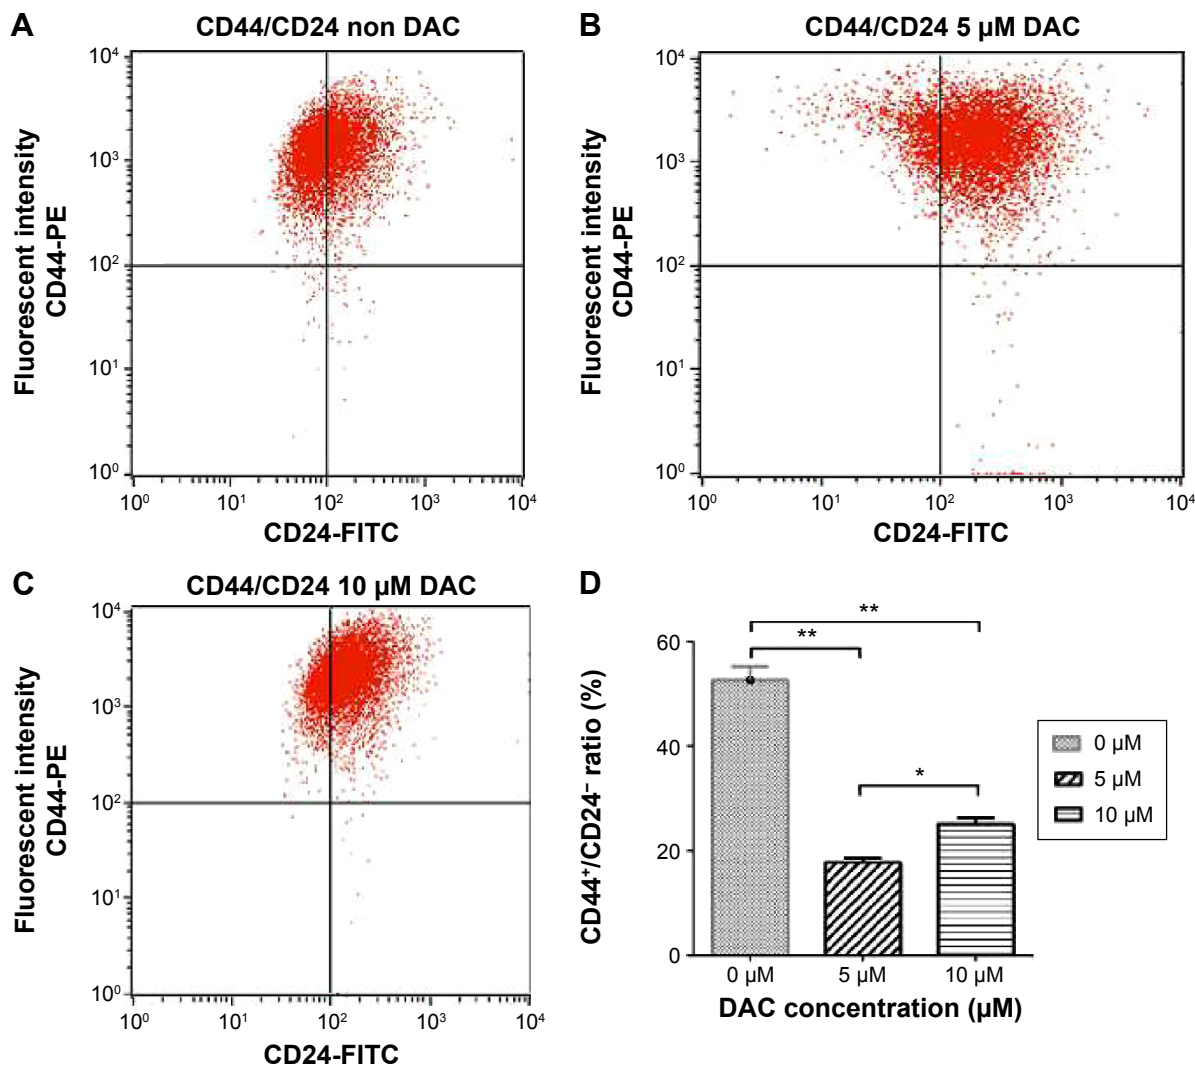 A
CD44/CD24 non DAC
Fluorescent intensity
CD44-PE
10⁴
10³
10²
10¹
10⁰
10⁰ 10¹ 10² 10³ 10⁴
CD24-FITC
B
CD44/CD24 5 µM DAC
Fluorescent intensity
CD44-PE
10⁴
10³
10²
10¹
10⁰
10⁰ 10¹ 10² 10³ 10⁴
CD24-FITC
C
CD44/CD24 10 µM DAC
Fluorescent intensity
CD44-PE
10⁴
10³
10²
10¹
10⁰
10⁰ 10¹ 10² 10³ 10⁴
CD24-FITC
D
CD44⁺/CD24⁻ ratio (%)
60
40
20
0
**
**
*
0 µM 5 µM 10 µM
DAC concentration (µM)
0 µM
5 µM
10 µM